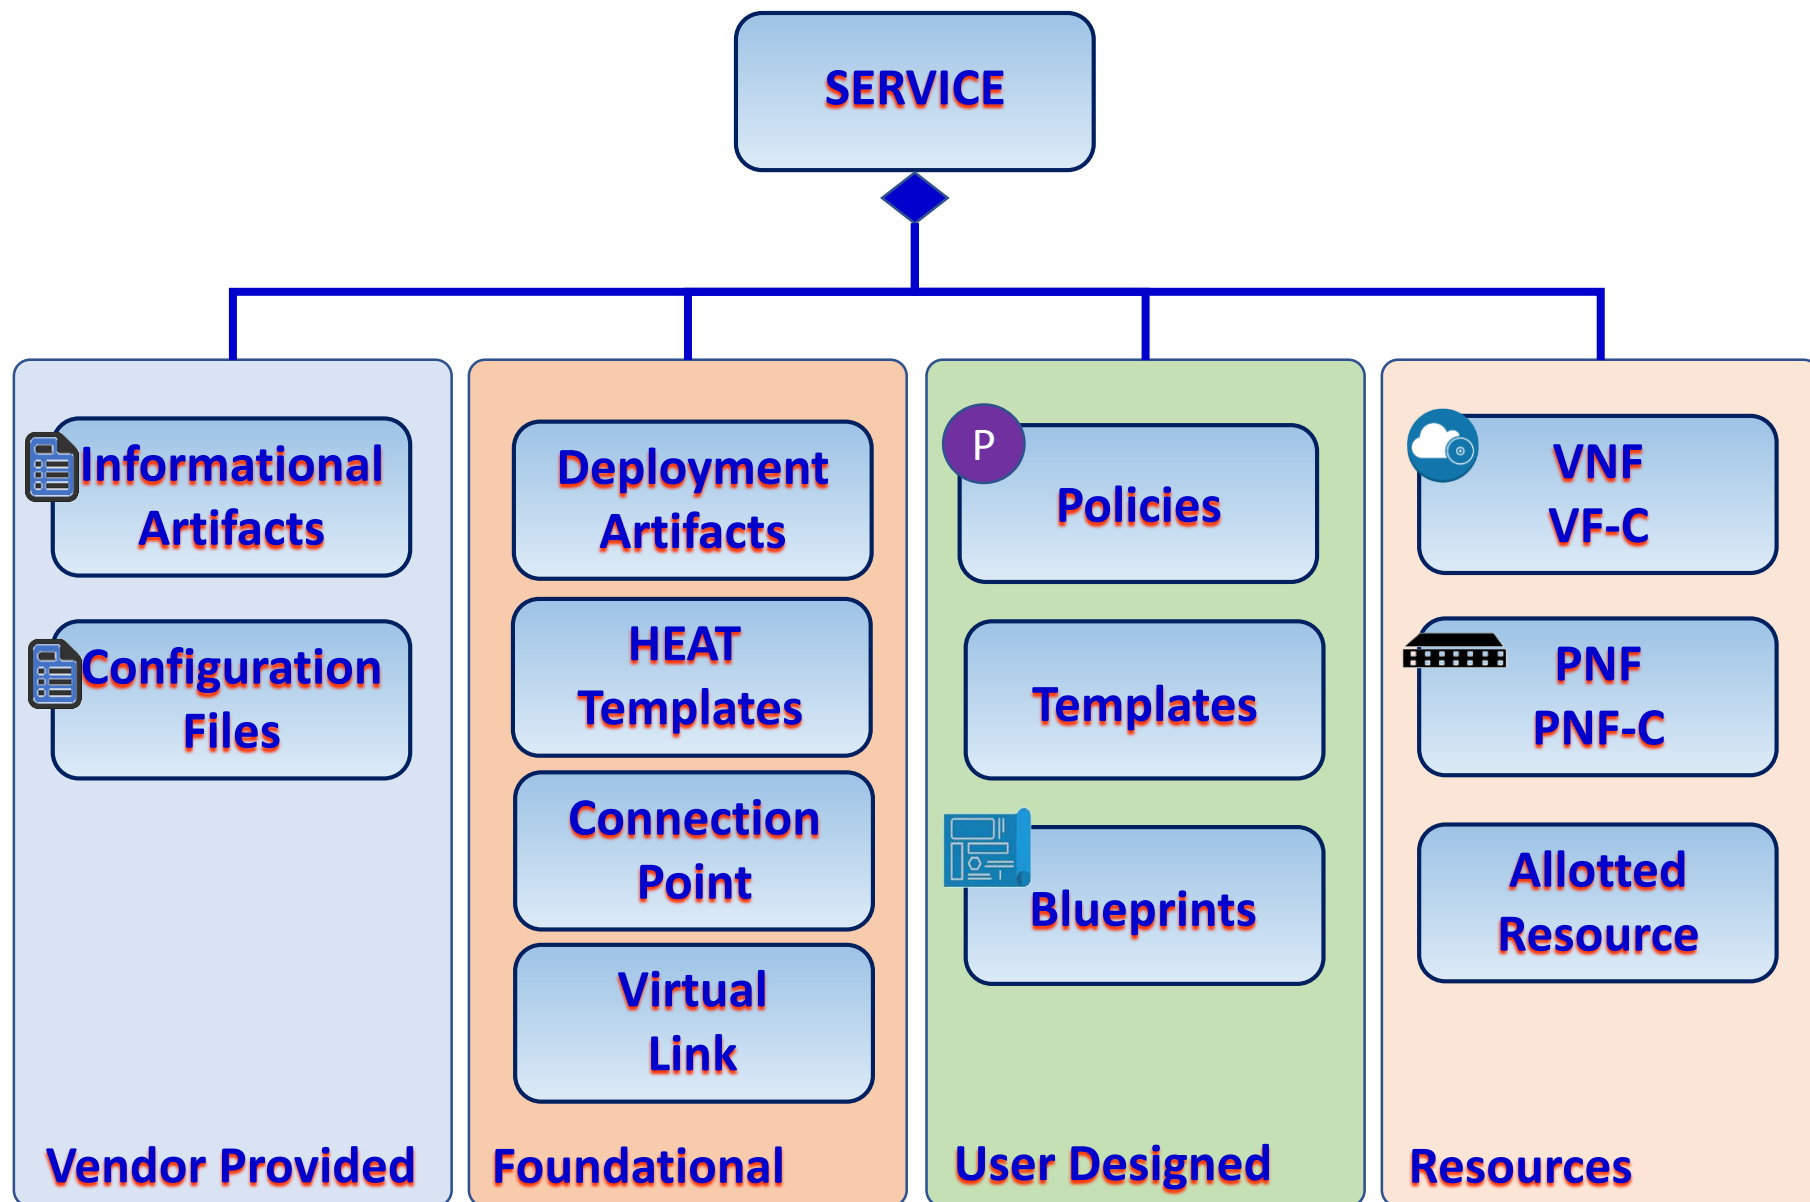 SERVICE
Informational
Artifacts
Configuration
Files
Vendor Provided
Deployment
Artifacts
HEAT
Templates
Connection
Point
Virtual
Link
Foundational
P
Policies
Templates
Blueprints
User Designed
VNF
VF-C
PNF
PNF-C
Allotted
Resource
Resources